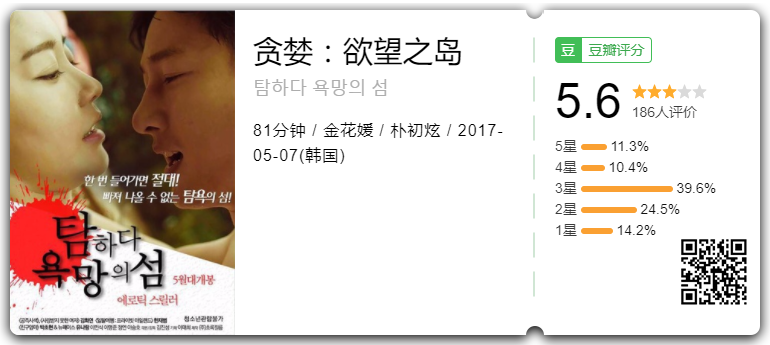 贪婪：欲望之岛
탐하다 욕망의 섬
81分钟 / 金花媛 / 朴初炫 / 2017-
05-07(韩国)
豆 豆瓣评分
5.6
186人评价
5星 11.3%
4星 10.4%
3星 39.6%
2星 24.5%
1星 14.2%
한 번 들어가면 절대!
빠져 나올 수 없는 탐욕의 섬!
탐하다
욕망의섬
5월대개봉
에로틱 스릴러
청소년관람불가